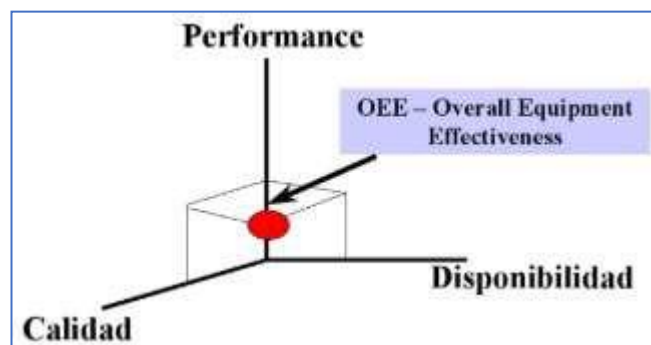 Performance
OEE – Overall Equipment
Effectiveness
Disponibilidad
Calidad